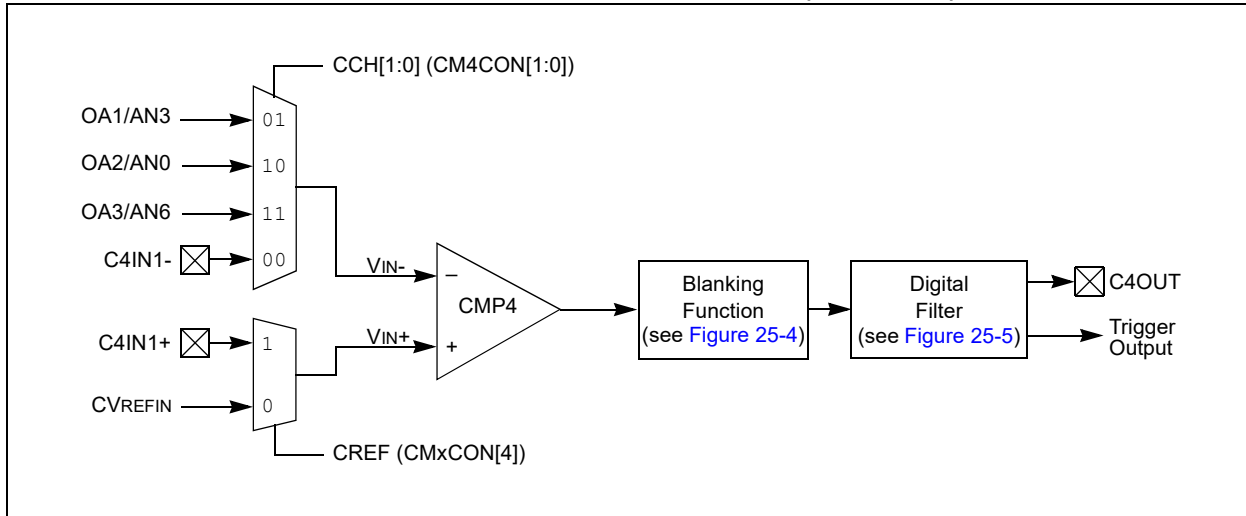 CCH[1:0] (CM4CON[1:0])
OA1/AN3
01
OA2/AN0
10
OA3/AN6
11
C4IN1-
00
VIN-
–
CMP4
Blanking
Function
(see Figure 25-4)
Digital
Filter
(see Figure 25-5)
C4OUT
Trigger
Output
C4IN1+
1
VIN+
+
CVREFIN
0
CREF (CMxCON[4])